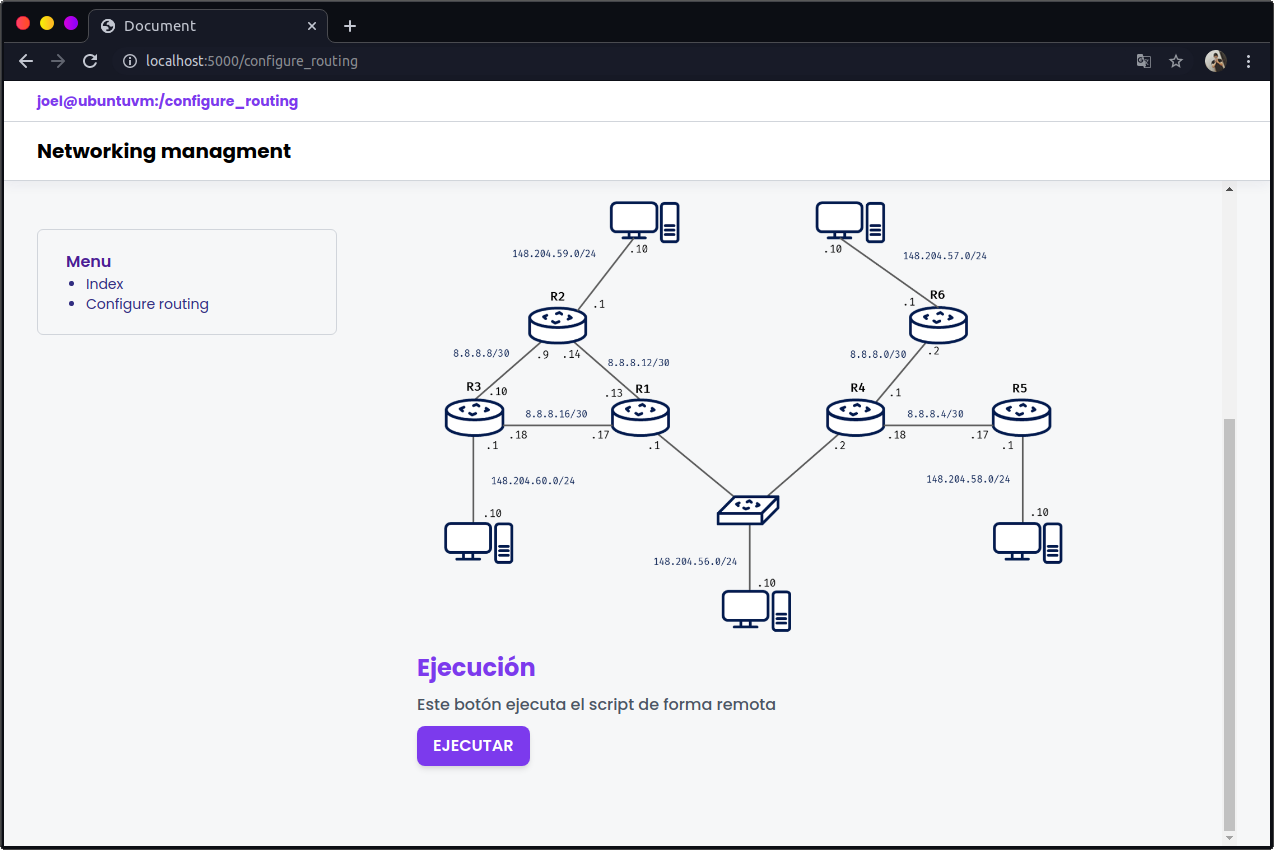 Document
localhost:5000/configure_routing
joel@ubuntuvm:/configure_routing
Networking managment
Menu
Index
Configure routing
148.204.59.0/24
.10
.10
148.204.57.0/24
R2
.1
.1
R6
8.8.8.8/30
.9
.14
8.8.8.12/30
8.8.8.0/30
.2
R3
.10
.13
R1
R4
.1
R5
8.8.8.16/30
8.8.8.4/30
.18
.17
.18
.17
.1
.1
.2
.1
148.204.60.0/24
148.204.58.0/24
.10
.10
148.204.56.0/24
.10
Ejecución
Este botón ejecuta el script de forma remota
EJECUTAR